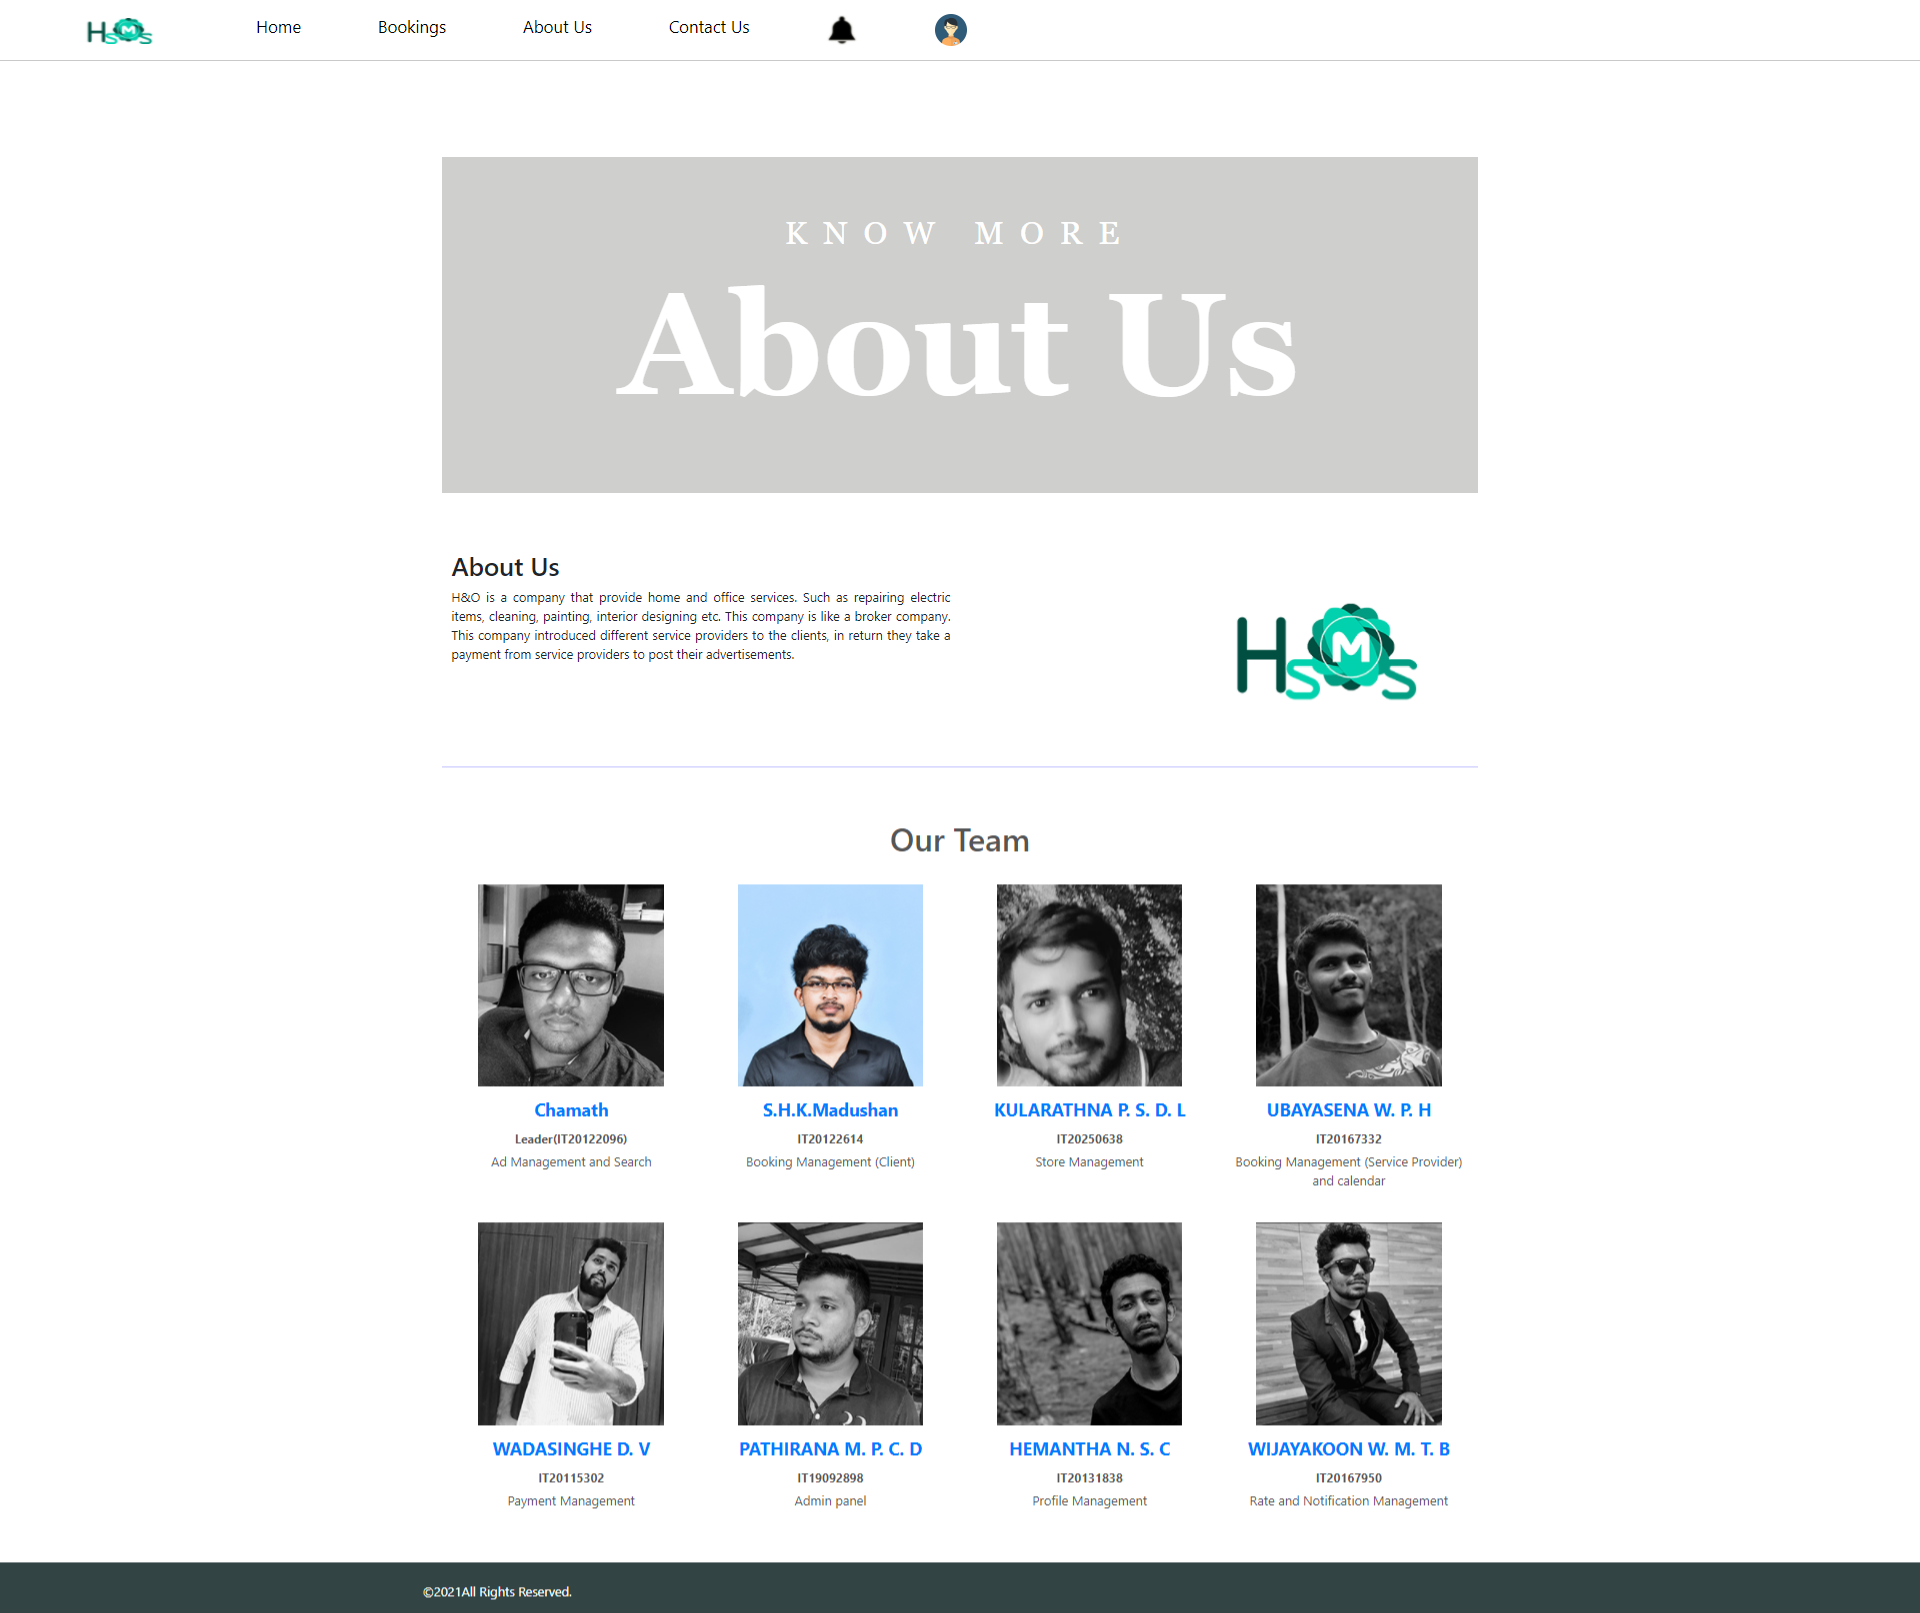 HSMS
Home
Bookings
About Us
Contact Us
KNOW MORE
About Us
About Us
H&O is a company that provide home and office services. Such as repairing electric
items, cleaning, painting, interior designing etc. This company is like a broker company.
This company introduced different service providers to the clients, in return they take a
payment from service providers to post their advertisements.
HSMS
Our Team
Chamath
Leader(IT20122096)
Ad Management and Search
S.H.K.Madushan
IT20122614
Booking Management (Client)
KULARATHNA P. S. D. L
IT20250638
Store Management
UBAYASENA W. P. H
IT20167332
Booking Management (Service Provider)
and calendar
WADASINGHE D. V
IT20115302
Payment Management
PATHIRANA M. P. C. D
IT19092898
Admin panel
HEMANTHA N. S. C
IT20131838
Profile Management
WIJAYAKOON W. M. T. B
IT20167950
Rate and Notification Management
©2021All Rights Reserved.